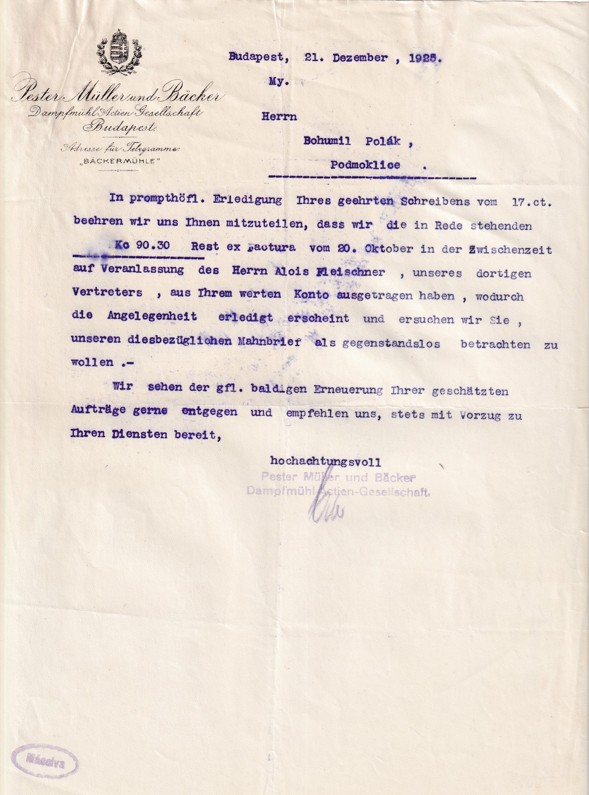 Pester Müller und Bäcker
Dampfmühl-Actien-Gesellschaft
Budapest.
Adresse für Telegramme
„BÄCKERMÜHLE"
Budapest, 21. Dezember , 1925.
My.
Herrn
Bohumil Polák ,
Podmoklice .
In prompthöfl. Erledigung Ihres geehrten Schreibens vom 17.ct.
beehren wir uns Ihnen mitzuteilen, dass wir die in Rede stehenden
Kc 90.30 Rest ex Factura vom 20. Oktober in der Zwischenzeit
auf Veranlassung des Herrn Alois Fleischner , unseres dortigen
Vertreters , aus Ihrem werten Konto ausgetragen haben , wodurch
die Angelegenheit erledigt erscheint und ersuchen wir Sie ,
unseren diesbezüglichen Mahnbrief als gegenstandslos betrachten zu
wollen .-
Wir sehen der gfl. baldigen Erneuerung Ihrer geschätzten
Aufträge gerne entgegen und empfehlen uns, stets mit Vorzug zu
Ihren Diensten bereit,
hochachtungsvoll
Pester Müller und Bäcker
Dampfmühl-Actien-Gesellschaft.